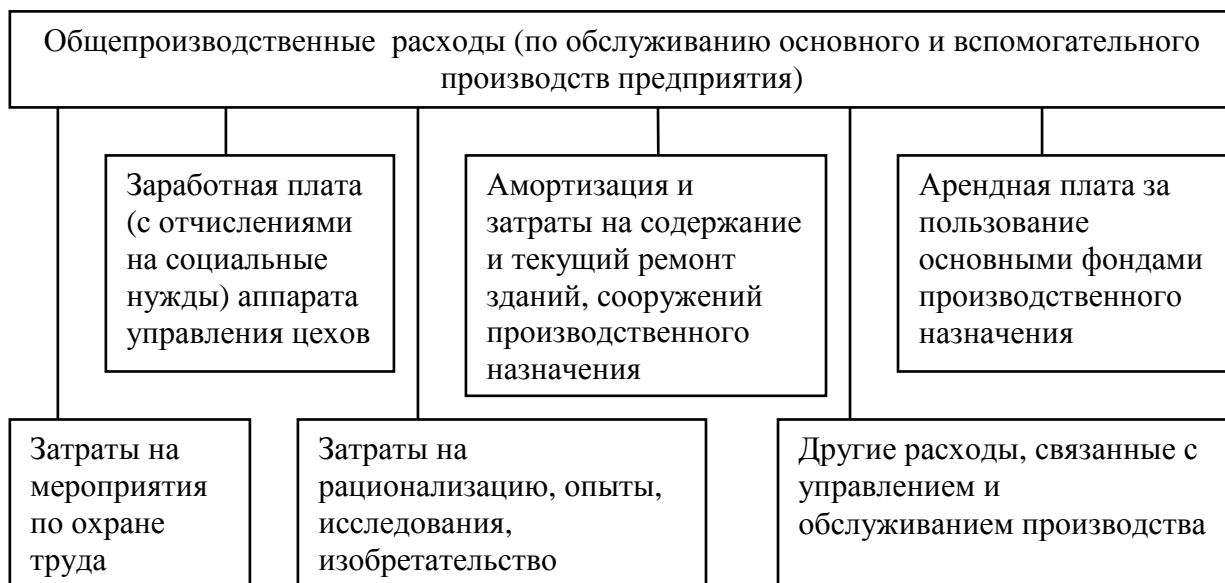 Общепроизводственные расходы (по обслуживанию основного и вспомогательного
производств предприятия)
Заработная плата
(с отчислениями
на социальные
нужды) аппарата
управления цехов
Амортизация и
затраты на содержание
и текущий ремонт
зданий, сооружений
производственного
назначения
Арендная плата за
пользование
основными фондами
производственного
назначения
Затраты на
мероприятия
по охране
труда
Затраты на
рационализацию, опыты,
исследования,
изобретательство
Другие расходы, связанные с
управлением и
обслуживанием производства